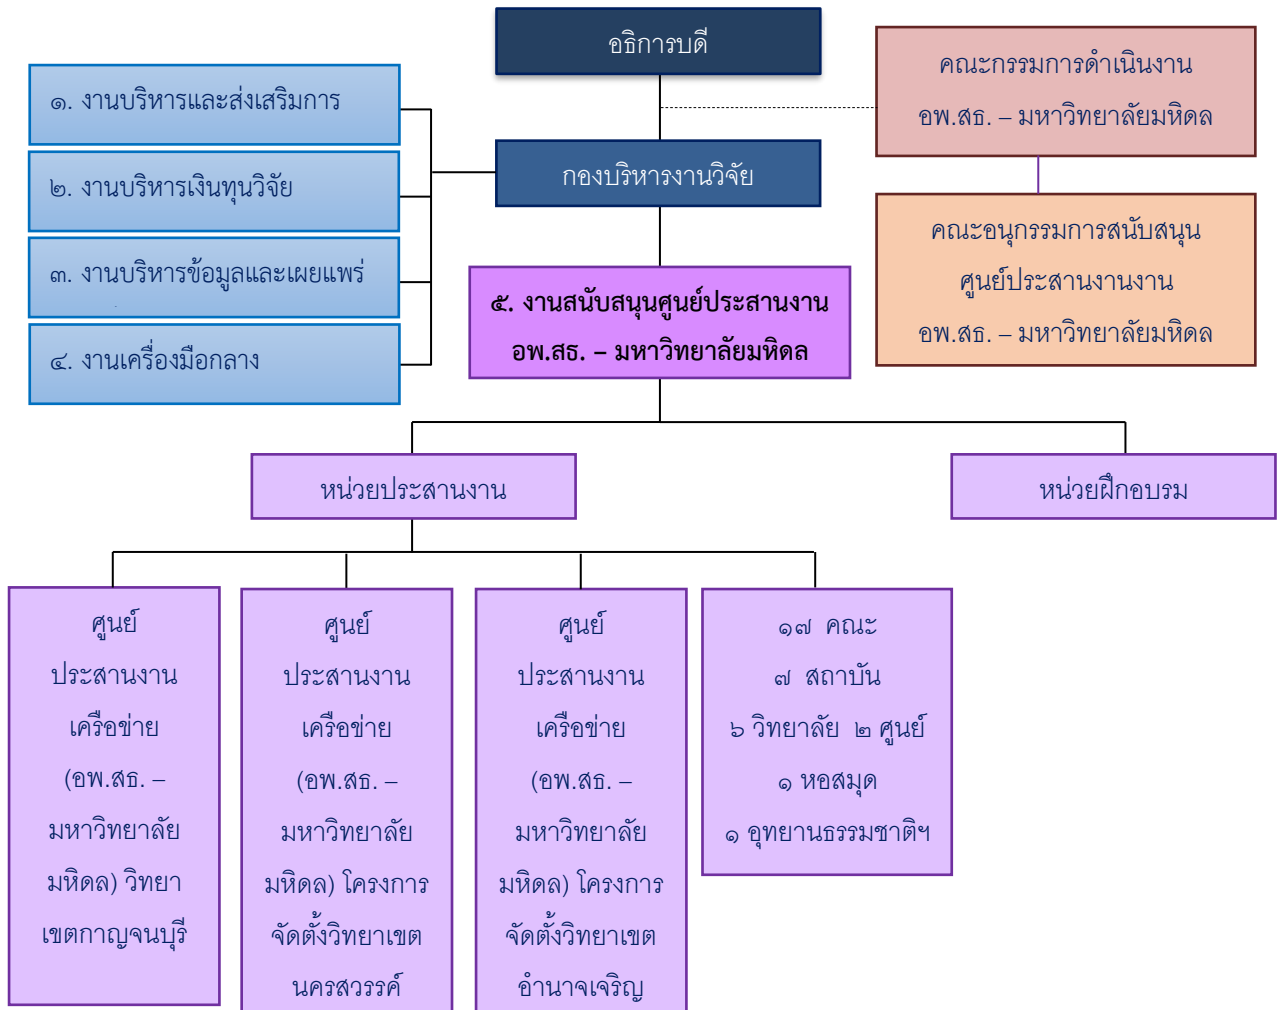 อธิการบดี
คณะกรรมการดำเนินงาน
อพ.สธ. – มหาวิทยาลัยมหิดล
๑. งานบริหารและส่งเสริมการ
๒. งานบริหารเงินทุนวิจัย
๓. งานบริหารข้อมูลและเผยแพร่
๔. งานเครื่องมือกลาง
กองบริหารงานวิจัย
คณะอนุกรรมการสนับสนุน
ศูนย์ประสานงานงาน
อพ.สธ. – มหาวิทยาลัยมหิดล
๕. งานสนับสนุนศูนย์ประสานงาน
อพ.สธ. – มหาวิทยาลัยมหิดล
หน่วยประสานงาน
หน่วยฝึกอบรม
ศูนย์
ประสานงาน
เครือข่าย
(อพ.สธ. –
มหาวิทยาลัย
มหิดล) วิทยา
เขตกาญจนบุรี
ศูนย์
ประสานงาน
เครือข่าย
(อพ.สธ. –
มหาวิทยาลัย
มหิดล) โครงการ
จัดตั้งวิทยาเขต
นครสวรรค์
ศูนย์
ประสานงาน
เครือข่าย
(อพ.สธ. –
มหาวิทยาลัย
มหิดล) โครงการ
จัดตั้งวิทยาเขต
อำนาจเจริญ
๑๗ คณะ
๗ สถาบัน
๖ วิทยาลัย ๒ ศูนย์
๑ หอสมุด
๑ อุทยานธรรมชาติฯ